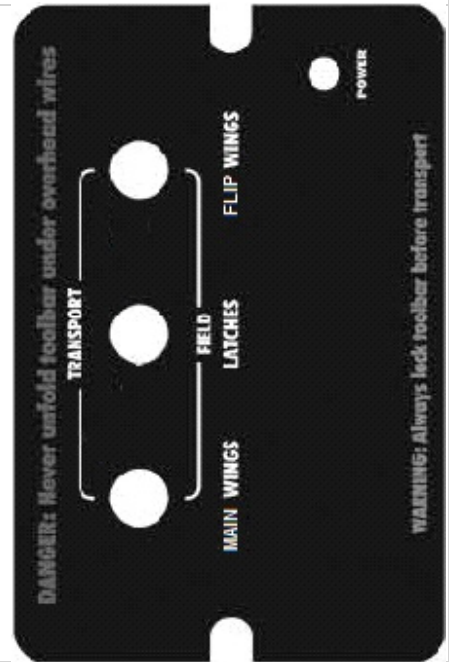 DANGER: Never unfold toolbar under overhead wires
TRANSPORT
FIELD
MAIN WINGS
LATCHES
FLIP WINGS
POWER
WARNING: Always lock toolbar before transport